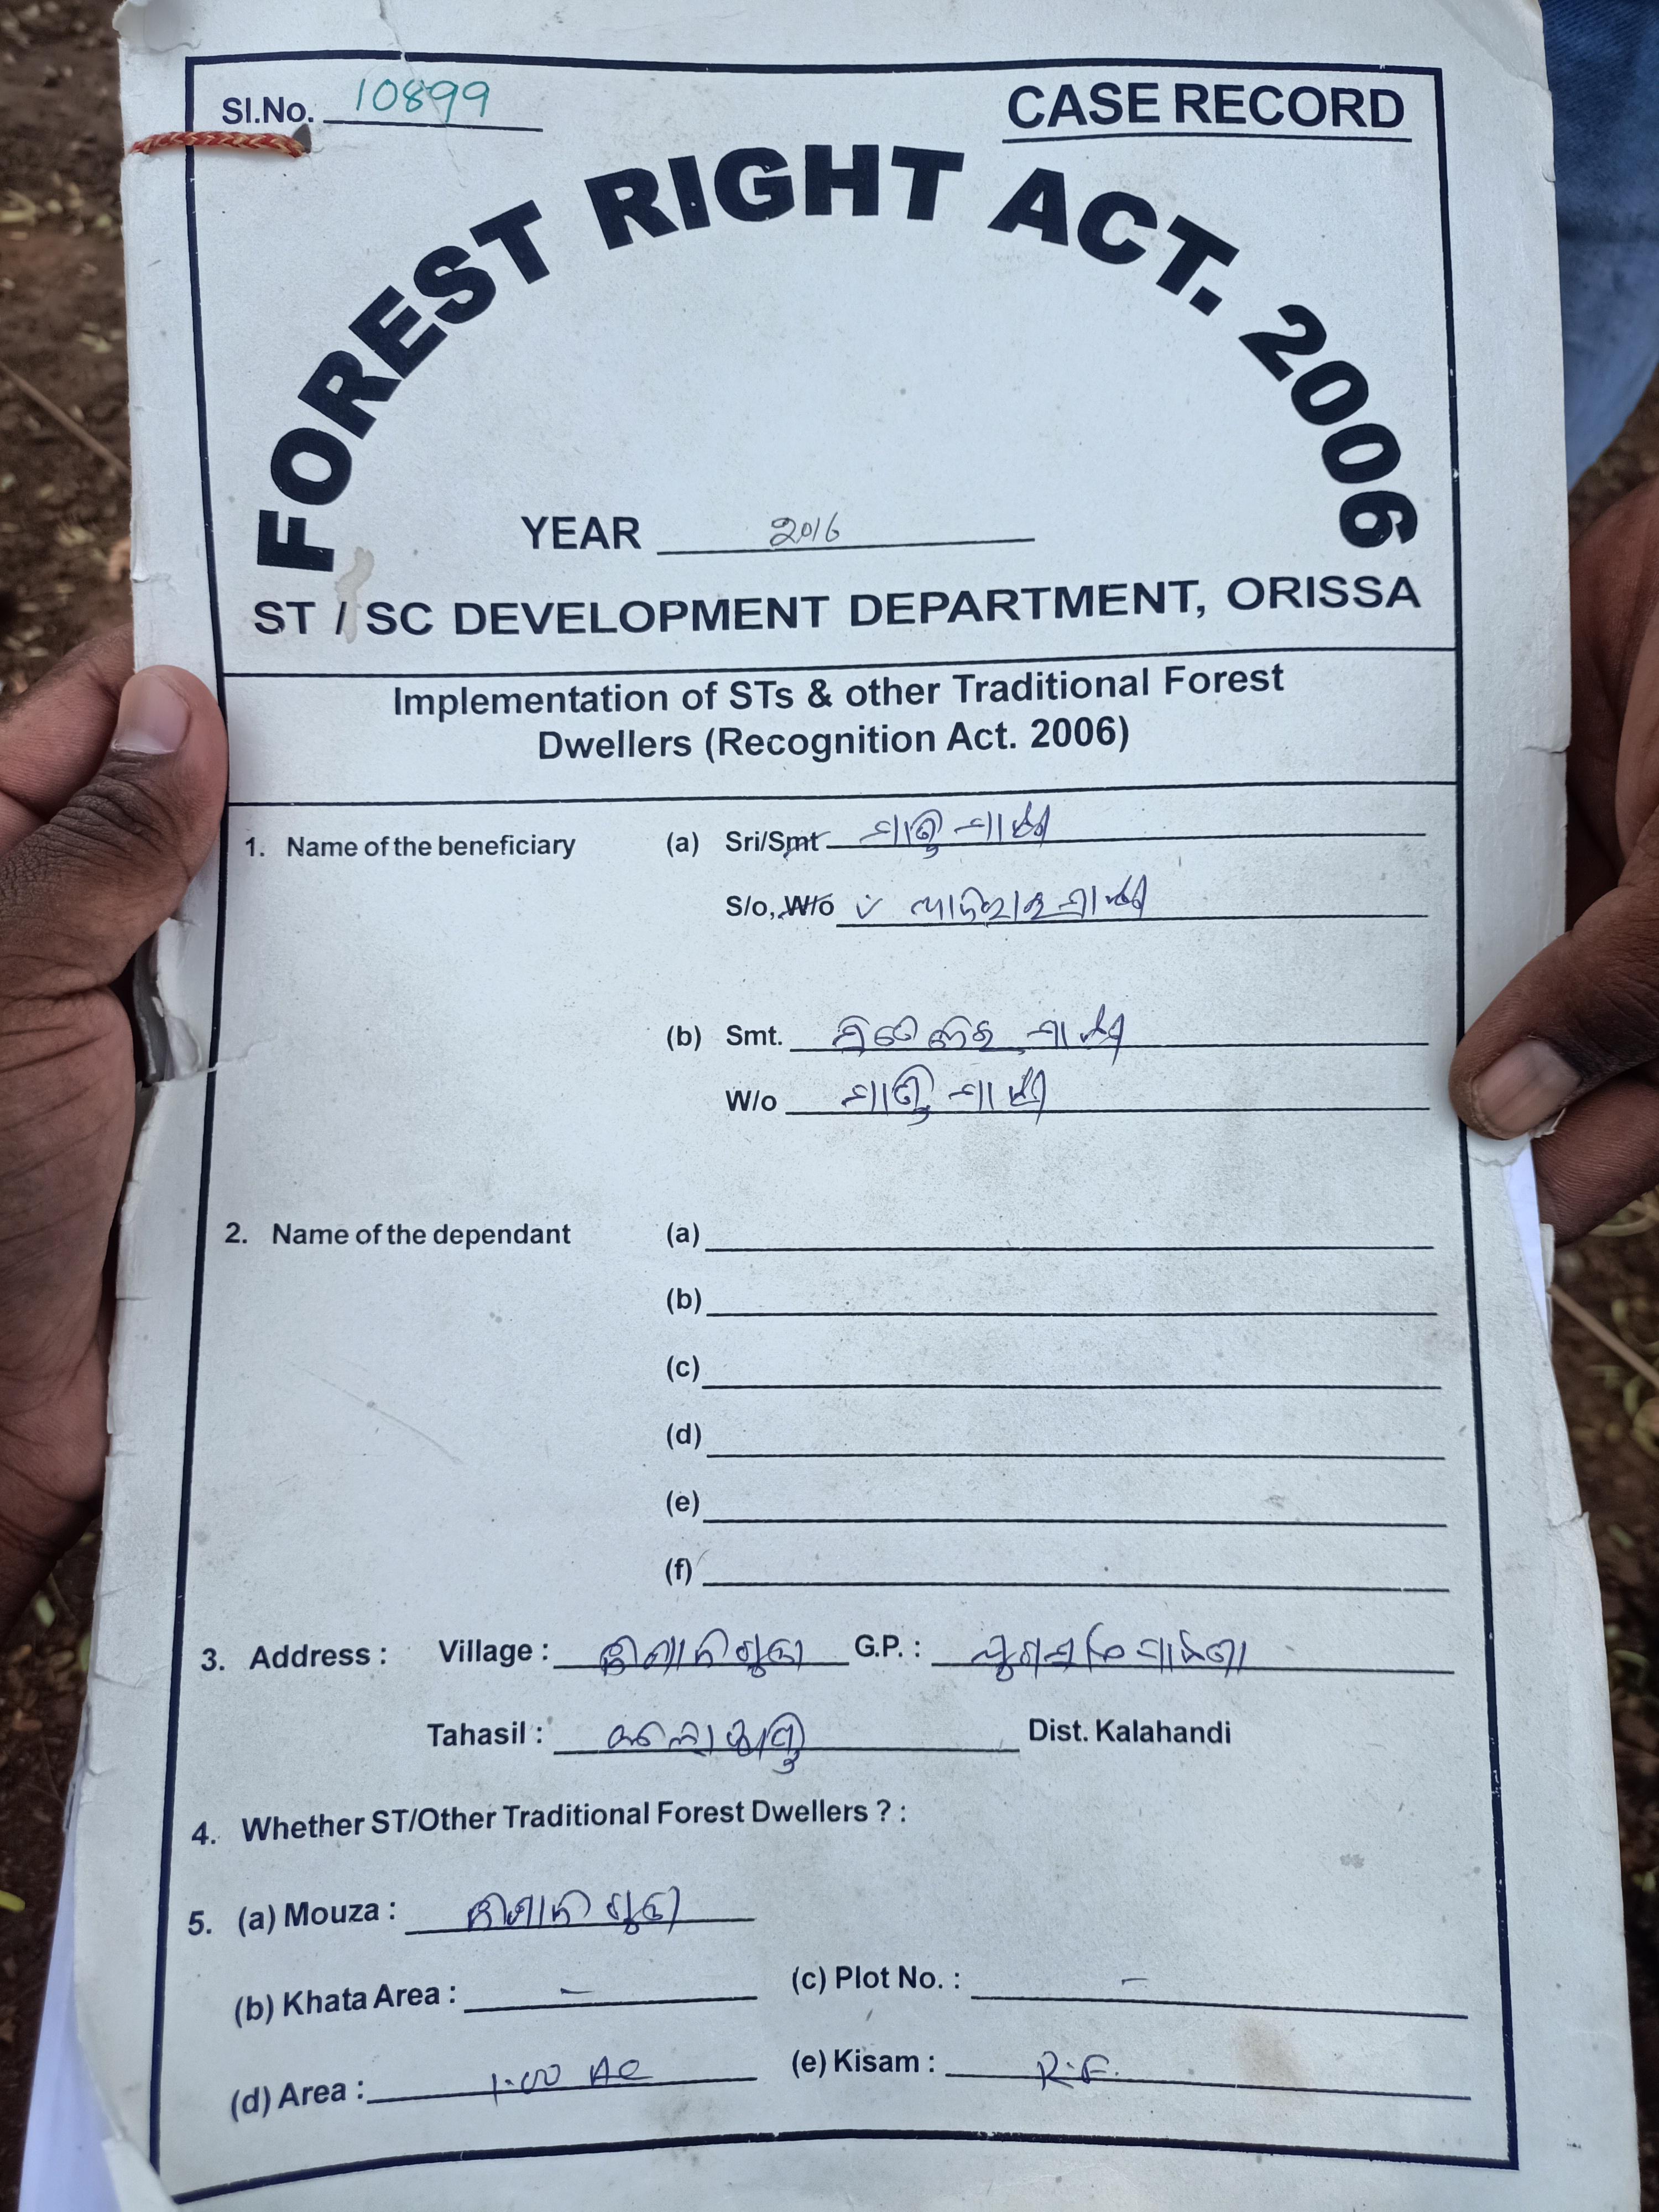 Sl.No. 10899
CASE RECORD
FOREST RIGHT ACT. 2006
YEAR 2016
ST / SC DEVELOPMENT DEPARTMENT, ORISSA
Implementation of STs & other Traditional Forest
Dwellers (Recognition Act. 2006)
1. Name of the beneficiary (a) Sri/Smt
S/o, W/o
(b) Smt.
W/o
2. Name of the dependant (a)
(b)
(c)
(d)
(e)
(f)
3. Address : Village : G.P. :
Tahasil : Dist. Kalahandi
4. Whether ST/Other Traditional Forest Dwellers ? :
5. (a) Mouza :
(b) Khata Area : – (c) Plot No. : –
(d) Area : 1.00 AC (e) Kisam : R.F.